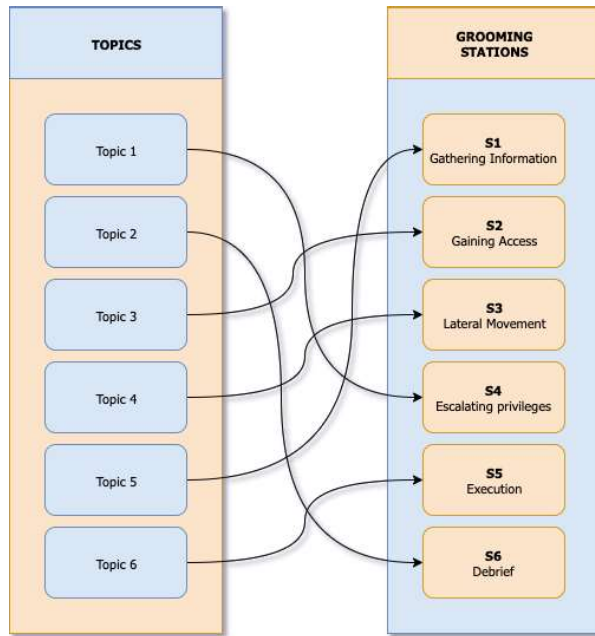 TOPICS
GROOMING
STATIONS
Topic 1
Topic 2
Topic 3
Topic 4
Topic 5
Topic 6
S1
Gathering Information
S2
Gaining Access
S3
Lateral Movement
S4
Escalating privileges
S5
Execution
S6
Debrief